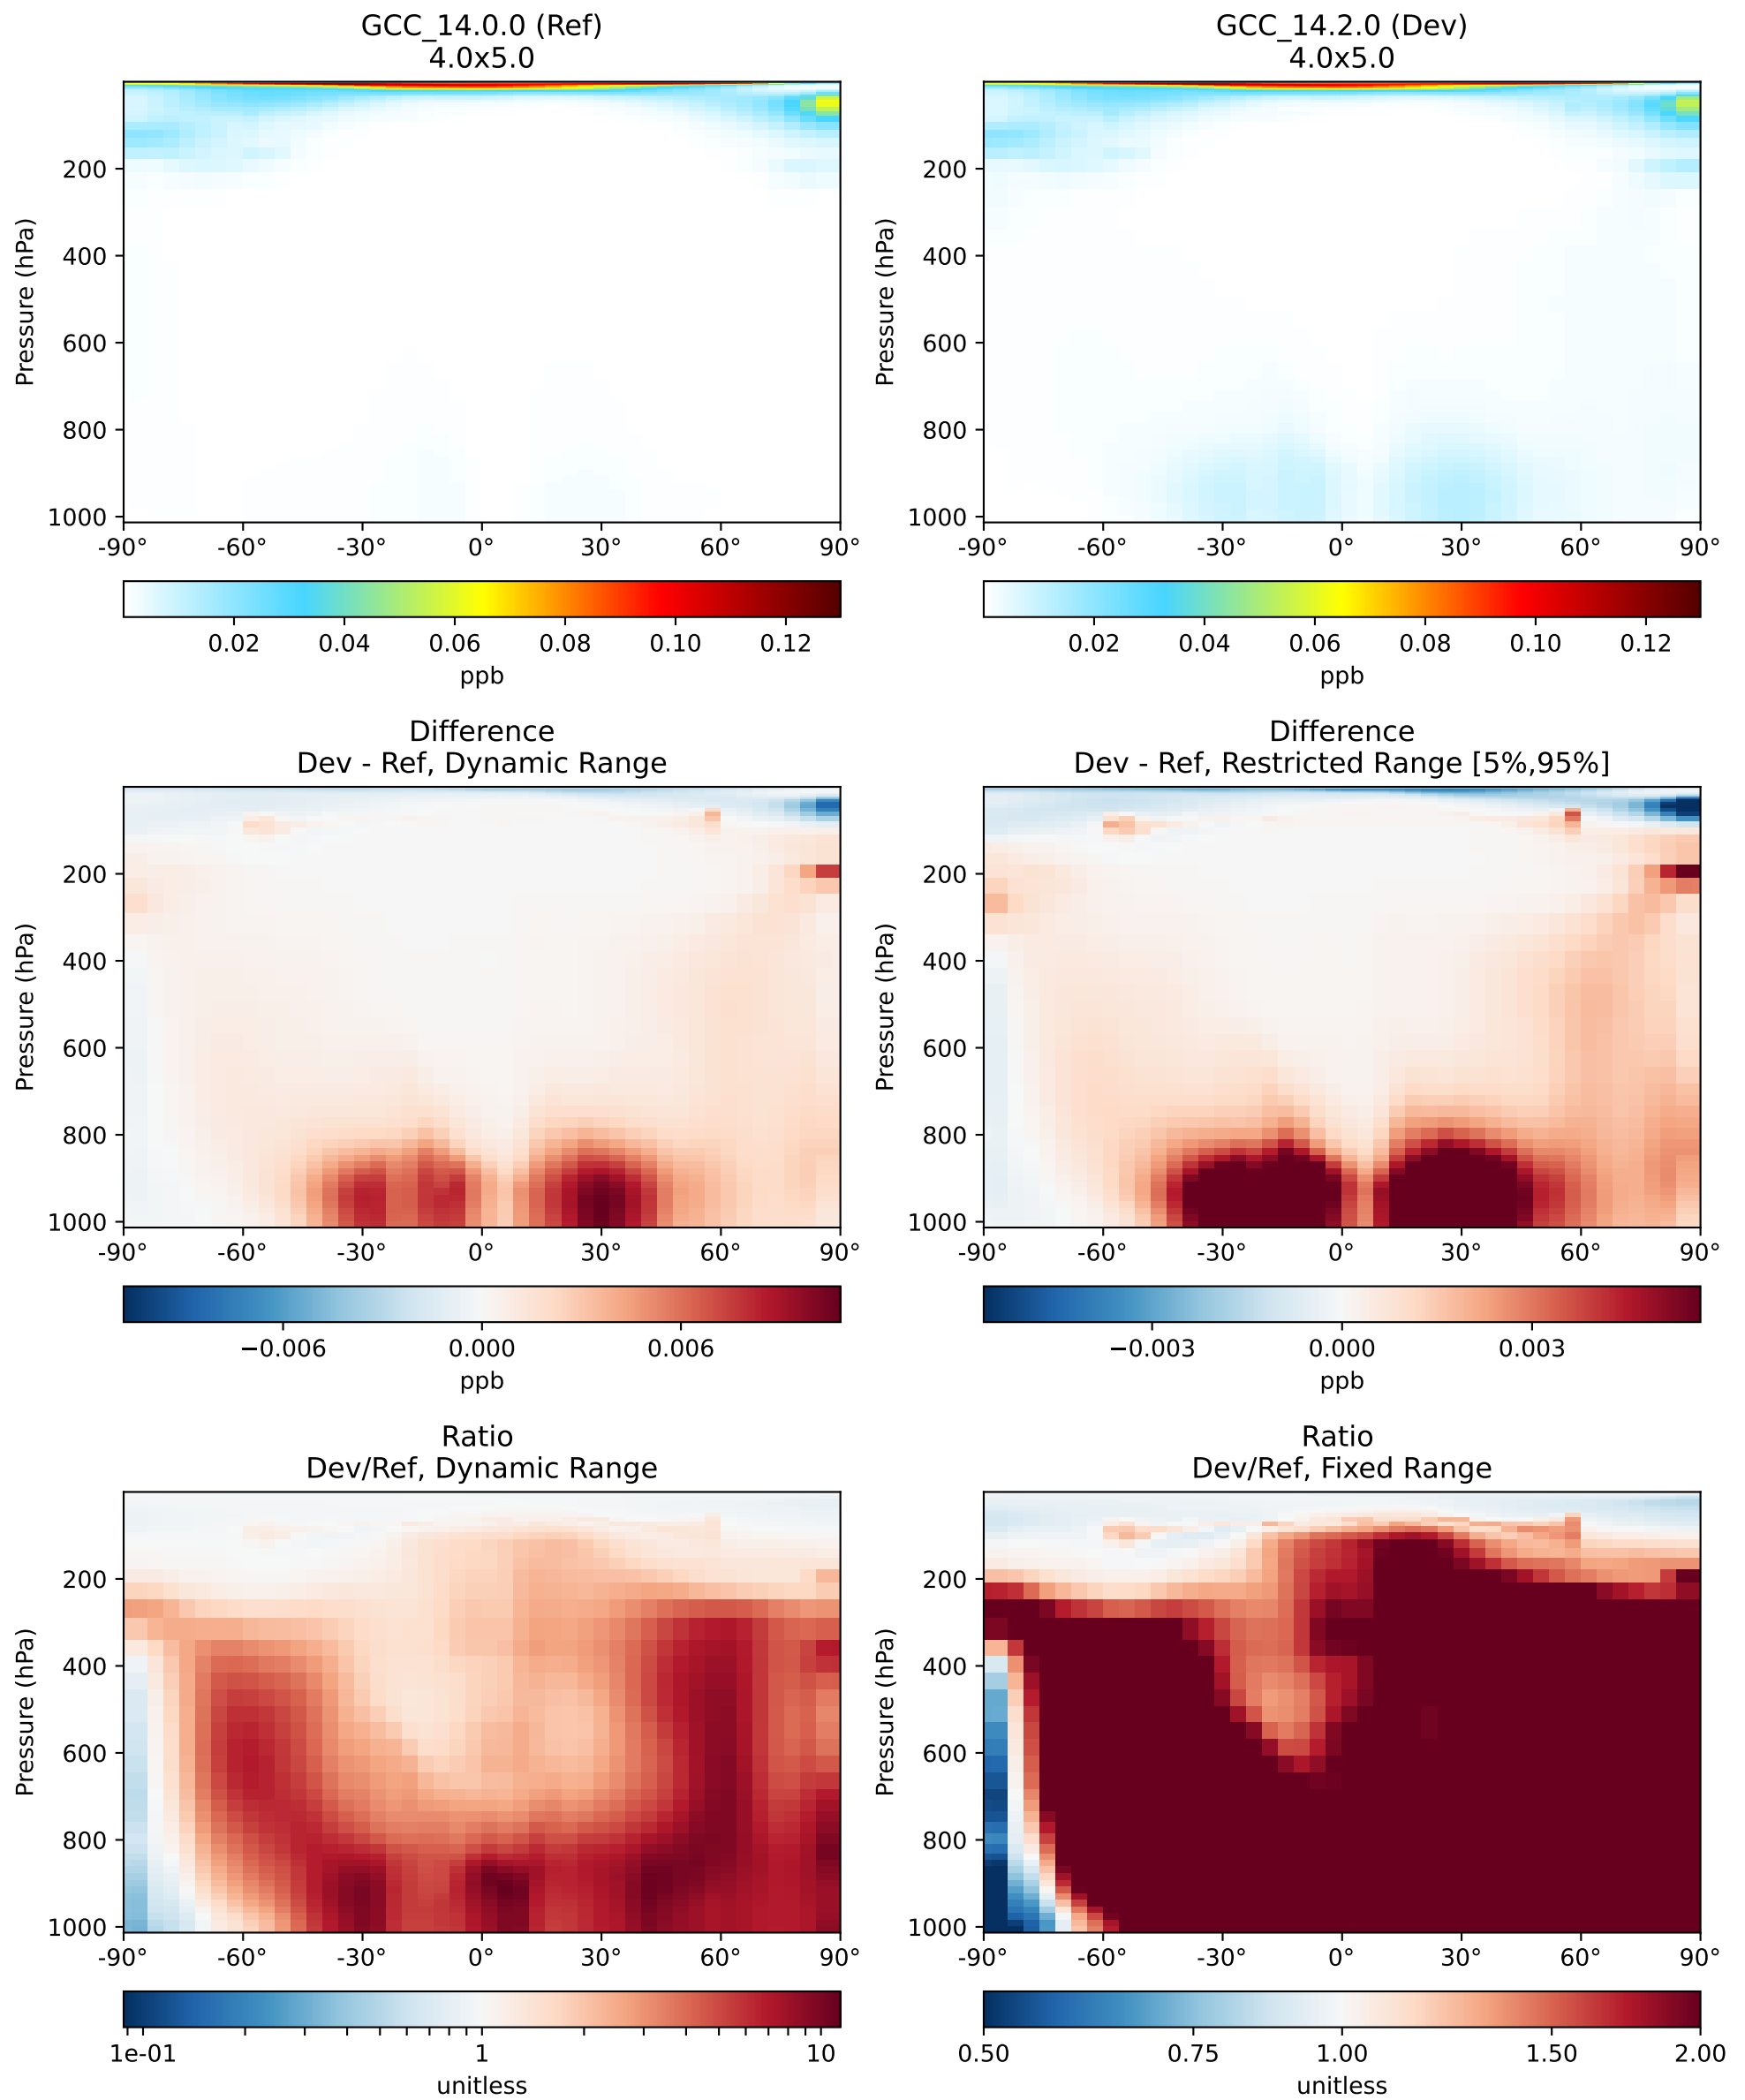 GCC_14.0.0 (Ref)
4.0x5.0
Pressure (hPa)
200
400
600
800
1000
-90° -60° -30° 0° 30° 60° 90°
0.02 0.04 0.06 0.08 0.10 0.12
ppb
GCC_14.2.0 (Dev)
4.0x5.0
Pressure (hPa)
200
400
600
800
1000
-90° -60° -30° 0° 30° 60° 90°
0.02 0.04 0.06 0.08 0.10 0.12
ppb
Difference
Dev - Ref, Dynamic Range
Pressure (hPa)
200
400
600
800
1000
-90° -60° -30° 0° 30° 60° 90°
−0.006 0.000 0.006
ppb
Difference
Dev - Ref, Restricted Range [5%,95%]
Pressure (hPa)
200
400
600
800
1000
-90° -60° -30° 0° 30° 60° 90°
−0.003 0.000 0.003
ppb
Ratio
Dev/Ref, Dynamic Range
Pressure (hPa)
200
400
600
800
1000
-90° -60° -30° 0° 30° 60° 90°
1e-01 1 10
unitless
Ratio
Dev/Ref, Fixed Range
Pressure (hPa)
200
400
600
800
1000
-90° -60° -30° 0° 30° 60° 90°
0.50 0.75 1.00 1.50 2.00
unitless